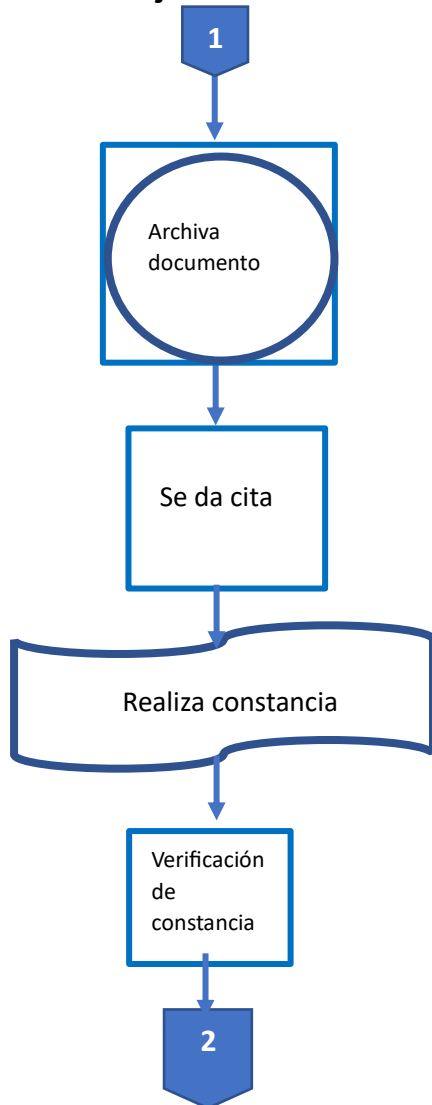 1
Archiva
documento
Se da cita
Realiza constancia
Verificación
de
constancia
2